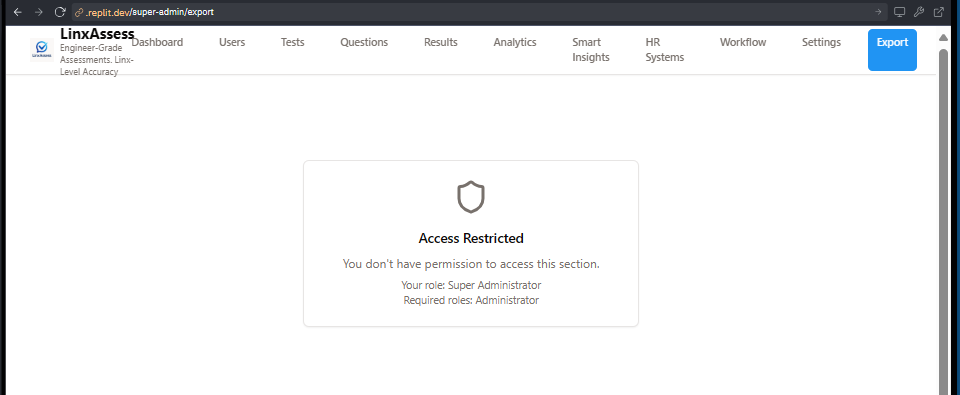 .replit.dev/super-admin/export
LinxAssess
Engineer-Grade
Assessments. Linx-
Level Accuracy
Dashboard
Users
Tests
Questions
Results
Analytics
Smart
Insights
HR
Systems
Workflow
Settings
Export
Access Restricted
You don't have permission to access this section.
Your role: Super Administrator
Required roles: Administrator